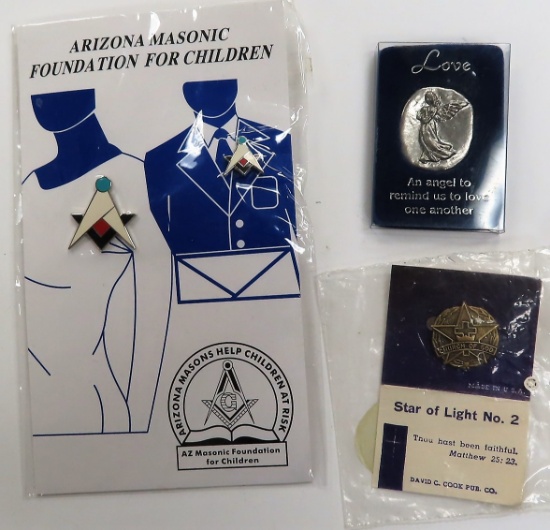 ARIZONA MASONIC
FOUNDATION FOR CHILDREN
ARIZONA MASONS HELP CHILDREN AT RISK
G
AZ Masonic Foundation
for Children
Love
An angel to
remind us to love
one another
MADE IN U.S.A.
Star of Light No. 2
Thou hast been faithful.
Matthew 25: 23.
DAVID C. COOK PUB. CO.